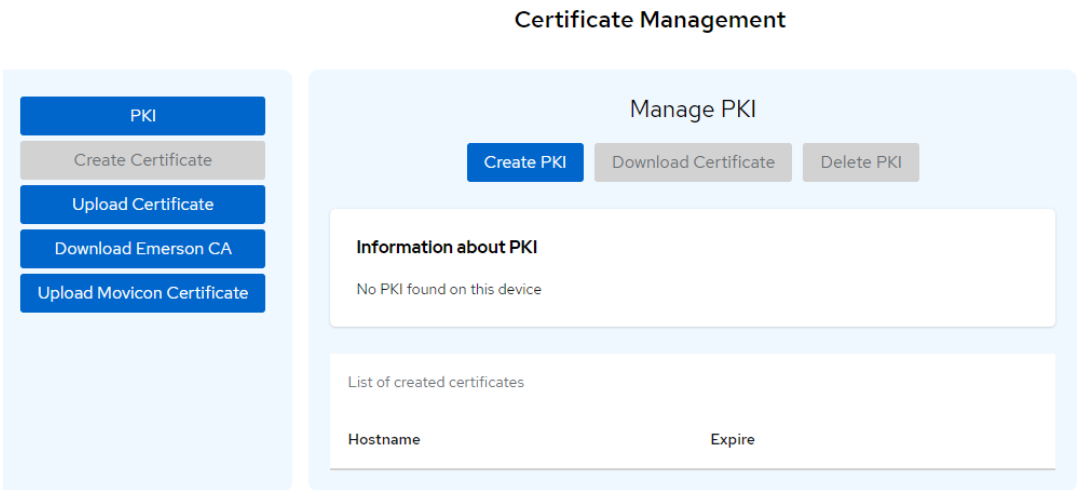 Certificate Management
PKI
Create Certificate
Upload Certificate
Download Emerson CA
Upload Movicon Certificate
Manage PKI
Create PKI
Download Certificate
Delete PKI
Information about PKI
No PKI found on this device
List of created certificates
Hostname Expire